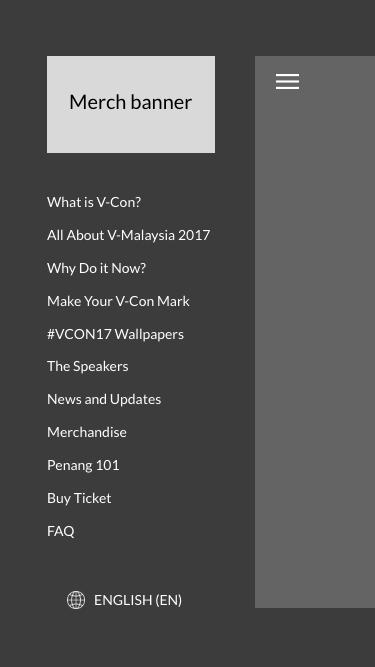 Merch banner
What is V-Con?
All About V-Malaysia 2017
Why Do it Now?
Make Your V-Con Mark
#VCON17 Wallpapers
The Speakers
News and Updates
Merchandise
Penang 101
Buy Ticket
FAQ
ENGLISH (EN)